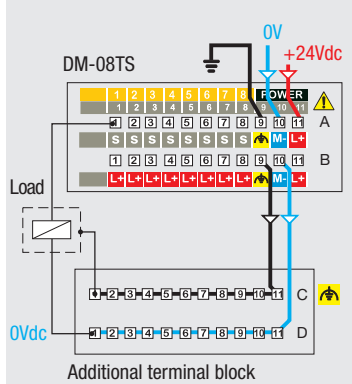 0V
+24Vdc
DM-08TS
1 2 3 4 5 6 7 8 POWER
1 2 3 4 5 6 7 8 9 10 11
1 2 3 4 5 6 7 8 9 10 11 A
S S S S S S S S M- L+
1 2 3 4 5 6 7 8 9 10 11 B
L+ L+ L+ L+ L+ L+ L+ L+ M- L+
Load
1 2 3 4 5 6 7 8 9 10 11 C
0Vdc
1 2 3 4 5 6 7 8 9 10 11 D
Additional terminal block